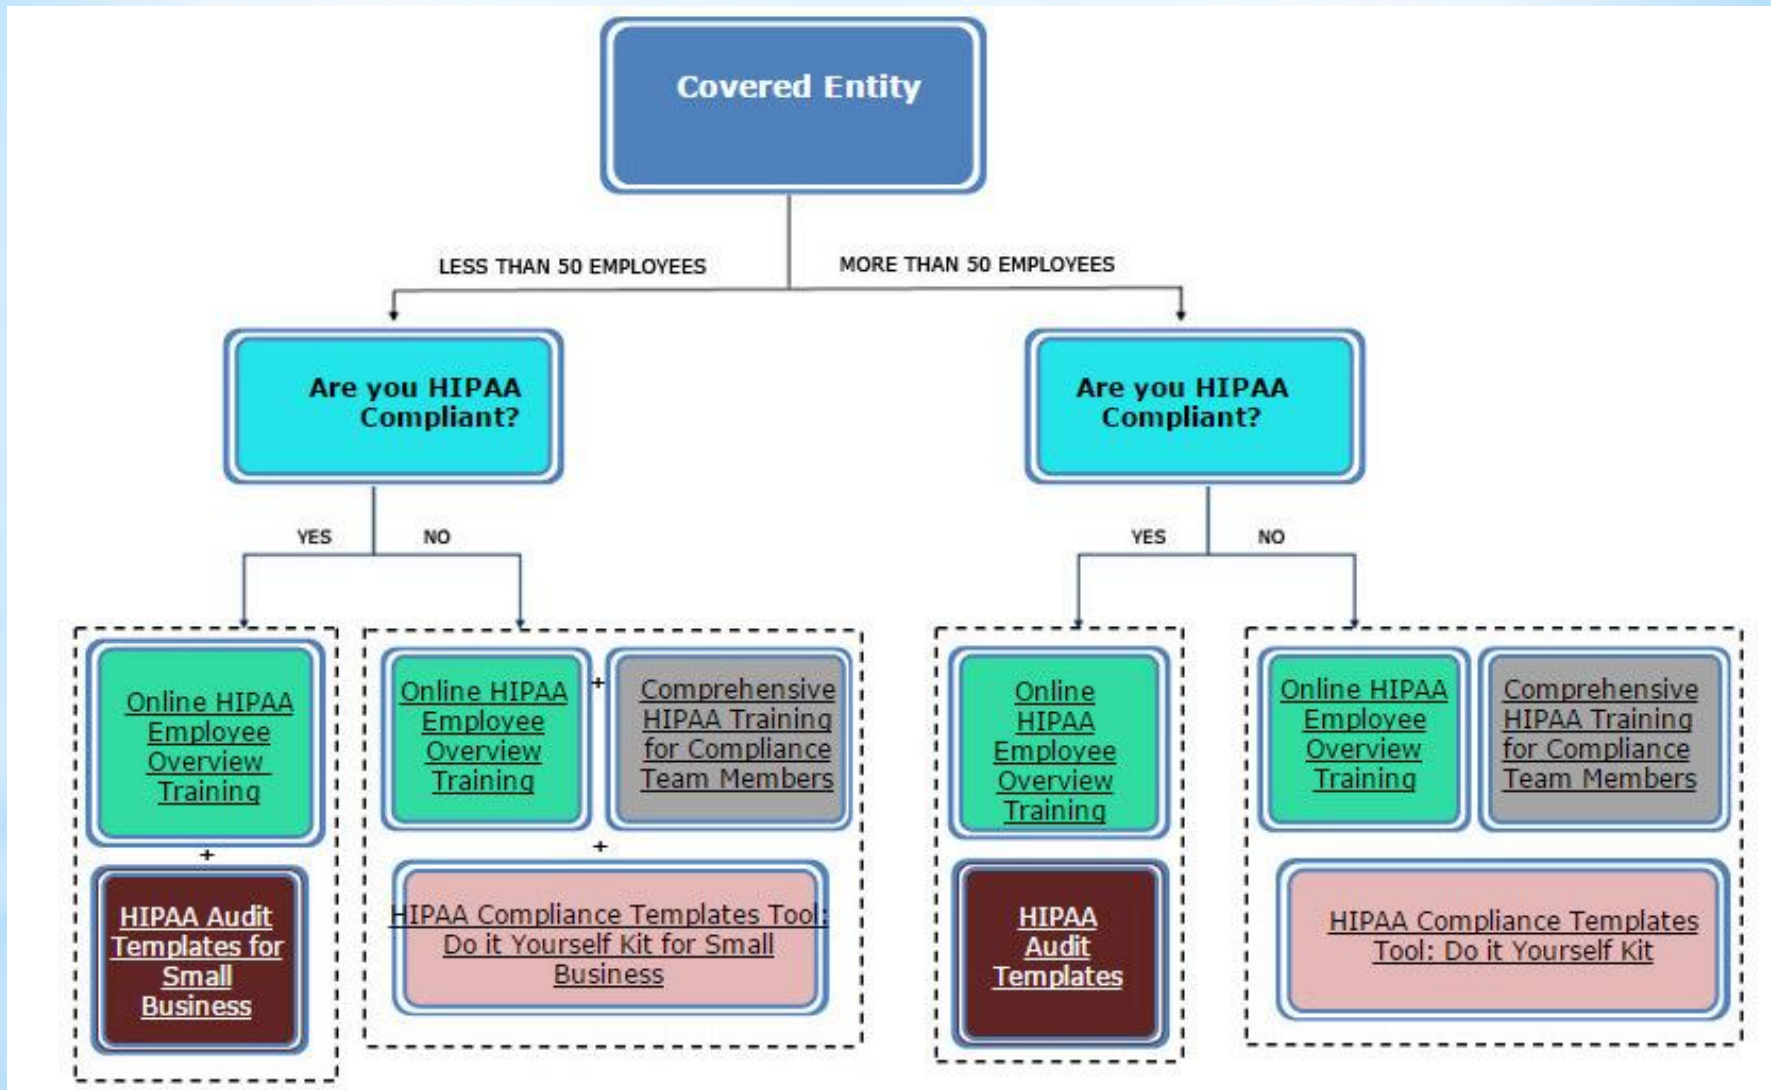 Covered Entity
LESS THAN 50 EMPLOYEES
MORE THAN 50 EMPLOYEES
Are you HIPAA
Compliant?
Are you HIPAA
Compliant?
YES
NO
YES
NO
Online HIPAA
Employee
Overview
Training
+
HIPAA Audit
Templates for
Small
Business
Online HIPAA
Employee
Overview
Training
+
Comprehensive
HIPAA Training
for Compliance
Team Members
+
HIPAA Compliance Templates Tool:
Do it Yourself Kit for Small
Business
Online
HIPAA
Employee
Overview
Training
HIPAA
Audit
Templates
Online HIPAA
Employee
Overview
Training
Comprehensive
HIPAA Training
for Compliance
Team Members
HIPAA Compliance Templates
Tool: Do it Yourself Kit